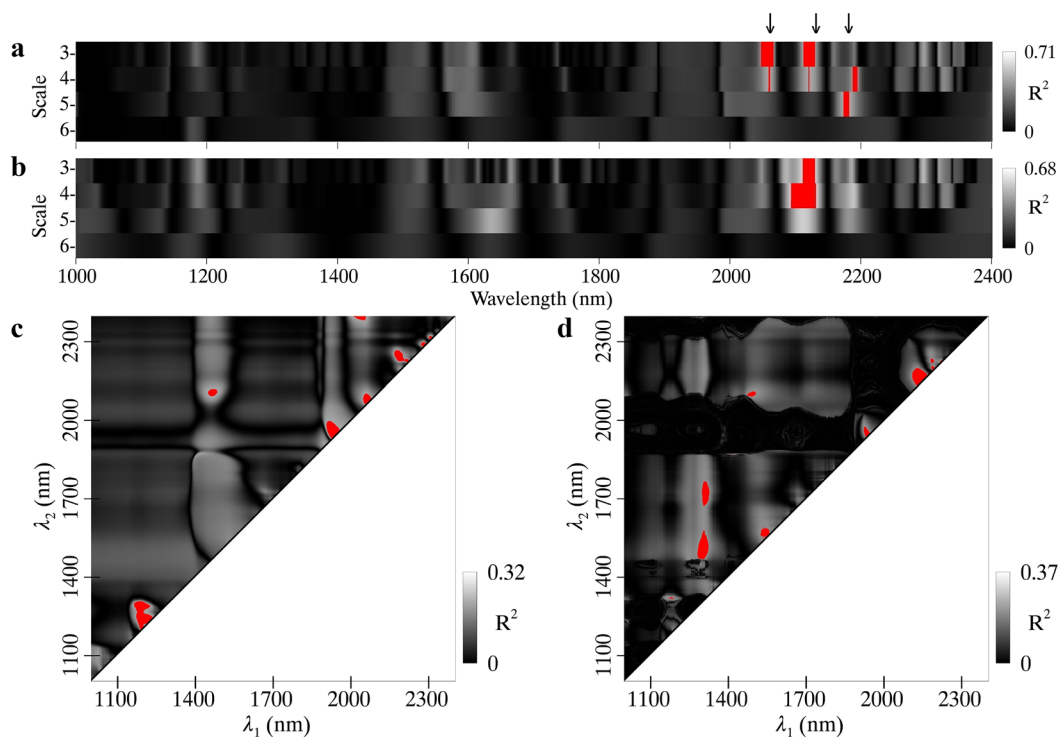 a
Scale
3
4
5
6
0.71
R²
0
b
Scale
3
4
5
6
0.68
R²
0
1000 1200 1400 1600 1800 2000 2200 2400
Wavelength (nm)
c
λ₂ (nm)
2300
2000
1700
1400
1100
0.32
R²
0
1100 1400 1700 2000 2300
λ₁ (nm)
d
λ₂ (nm)
2300
2000
1700
1400
1100
0.37
R²
0
1100 1400 1700 2000 2300
λ₁ (nm)